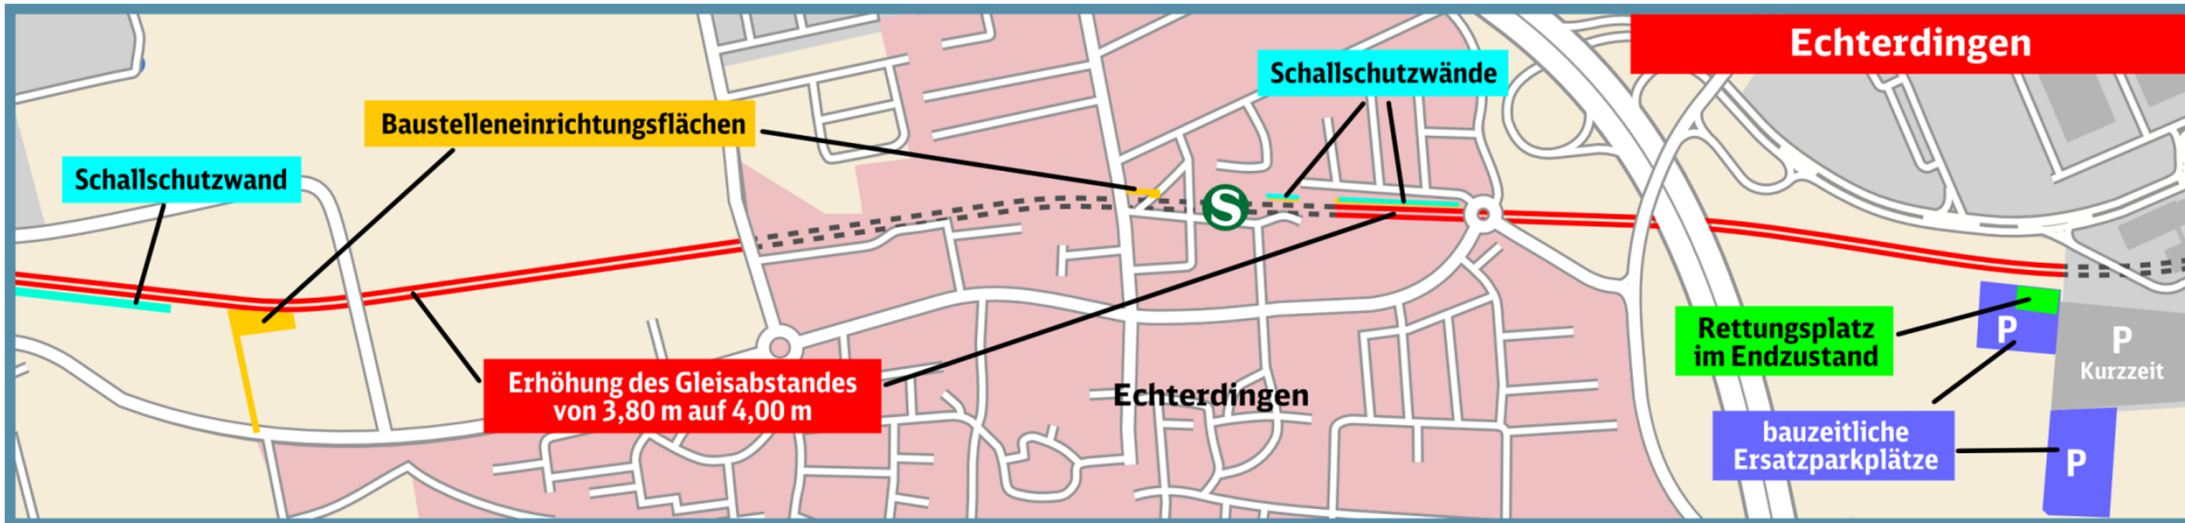 Echterdingen
Schallschutzwände
Baustelleneinrichtungsflächen
Schallschutzwand
S
Rettungsplatz
im Endzustand
P
P
Kurzzeit
Erhöhung des Gleisabstandes
von 3,80 m auf 4,00 m
Echterdingen
bauzeitliche
Ersatzparkplätze
P